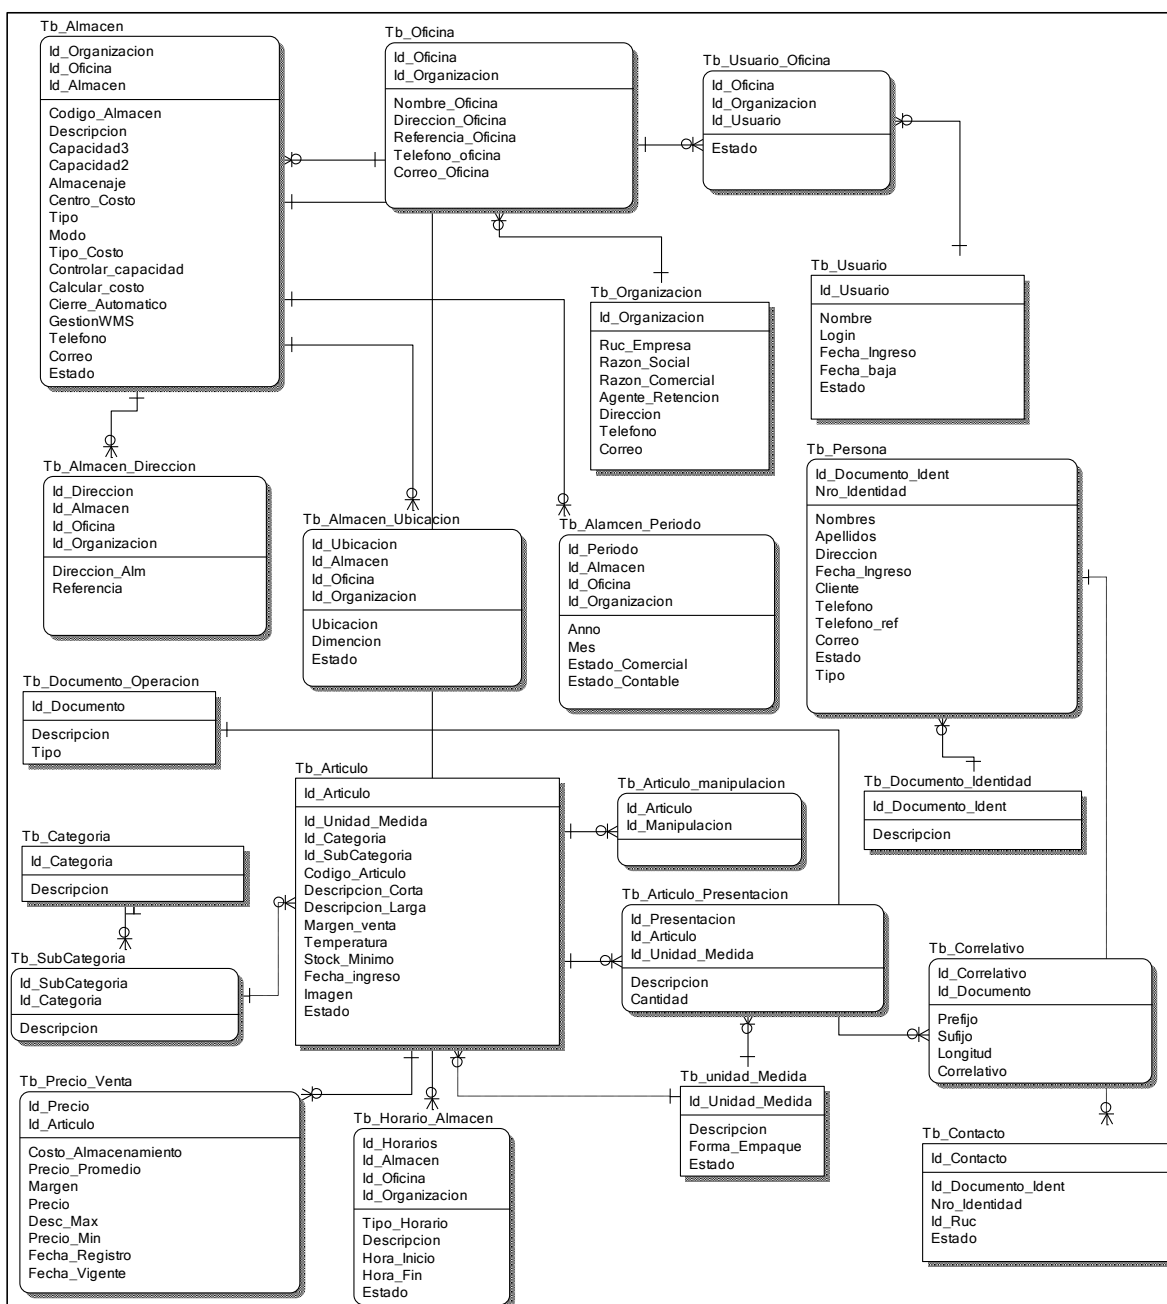 Tb_Almacen
Id_Organizacion
Id_Oficina
Id_Almacen
Codigo_Almacen
Descripcion
Capacidad3
Capacidad2
Almacenaje
Centro_Costo
Tipo
Modo
Tipo_Costo
Controlar_capacidad
Calcular_costo
Cierre_Automatico
GestionWMS
Telefono
Correo
Estado
Tb_Oficina
Id_Oficina
Id_Organizacion
Nombre_Oficina
Direccion_Oficina
Referencia_Oficina
Telefono_oficina
Correo_Oficina
Tb_Usuario_Oficina
Id_Oficina
Id_Organizacion
Id_Usuario
Estado
Tb_Usuario
Id_Usuario
Nombre
Login
Fecha_Ingreso
Fecha_baja
Estado
Tb_Organizacion
Id_Organizacion
Ruc_Empresa
Razon_Social
Razon_Comercial
Agente_Retencion
Direccion
Telefono
Correo
Tb_Almacen_Direccion
Id_Direccion
Id_Almacen
Id_Oficina
Id_Organizacion
Direccion_Alm
Referencia
Tb_Almacen_Ubicacion
Id_Ubicacion
Id_Almacen
Id_Oficina
Id_Organizacion
Ubicacion
Dimencion
Estado
Tb_Alamcen_Periodo
Id_Periodo
Id_Almacen
Id_Oficina
Id_Organizacion
Anno
Mes
Estado_Comercial
Estado_Contable
Tb_Persona
Id_Documento_Ident
Nro_Identidad
Nombres
Apellidos
Direccion
Fecha_Ingreso
Cliente
Telefono
Telefono_ref
Correo
Estado
Tipo
Tb_Documento_Operacion
Id_Documento
Descripcion
Tipo
Tb_Articulo
Id_Articulo
Id_Unidad_Medida
Id_Categoria
Id_SubCategoria
Codigo_Articulo
Descripcion_Corta
Descripcion_Larga
Margen_venta
Temperatura
Stock_Minimo
Fecha_ingreso
Imagen
Estado
Tb_Articulo_manipulacion
Id_Articulo
Id_Manipulacion
Tb_Documento_Identidad
Id_Documento_Ident
Descripcion
Tb_Categoria
Id_Categoria
Descripcion
Tb_Articulo_Presentacion
Id_Presentacion
Id_Articulo
Id_Unidad_Medida
Descripcion
Cantidad
Tb_SubCategoria
Id_SubCategoria
Id_Categoria
Descripcion
Tb_Correlativo
Id_Correlativo
Id_Documento
Prefijo
Sufijo
Longitud
Correlativo
Tb_Precio_Venta
Id_Precio
Id_Articulo
Costo_Almacenamiento
Precio_Promedio
Margen
Precio
Desc_Max
Precio_Min
Fecha_Registro
Fecha_Vigente
Tb_Horario_Almacen
Id_Horarios
Id_Almacen
Id_Oficina
Id_Organizacion
Tipo_Horario
Descripcion
Hora_Inicio
Hora_Fin
Estado
Tb_unidad_Medida
Id_Unidad_Medida
Descripcion
Forma_Empaque
Estado
Tb_Contacto
Id_Contacto
Id_Documento_Ident
Nro_Identidad
Id_Ruc
Estado